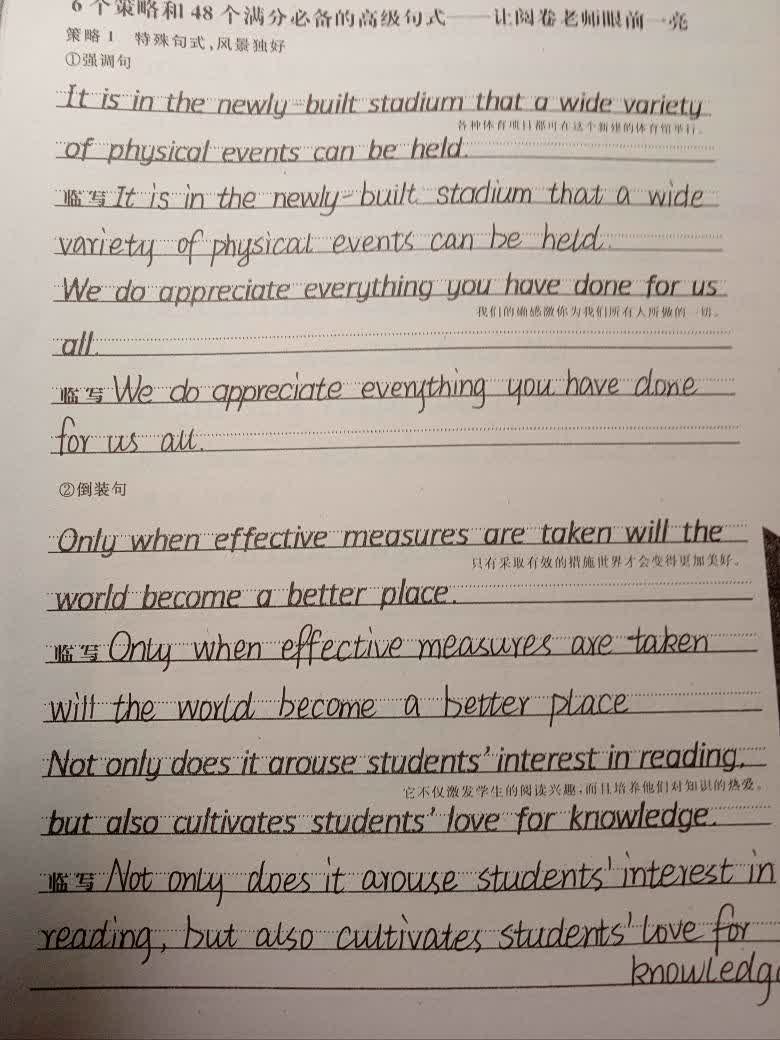 6个策略和48个满分必备的高级句式——让阅卷老师眼前一亮
策略1 特殊句式,风景独好
①强调句
It is in the newly-built stadium that a wide variety
各种体育项目都可在这个新建的体育馆举行。
of physical events can be held.
临写 It is in the newly-built stadium that a wide
variety of physical events can be held.
We do appreciate everything you have done for us
我们的确感激你为我们所有人所做的一切。
all.
临写 We do appreciate everything you have done
for us all.
②倒装句
Only when effective measures are taken will the
只有采取有效的措施世界才会变得更加美好。
world become a better place.
临写 Only when effective measures are taken
will the world become a better place
Not only does it arouse students' interest in reading,
它不仅激发学生的阅读兴趣,而且培养他们对知识的热爱。
but also cultivates students' love for knowledge.
临写 Not only does it arouse students' interest in
reading, but also cultivates students' love for
knowledg